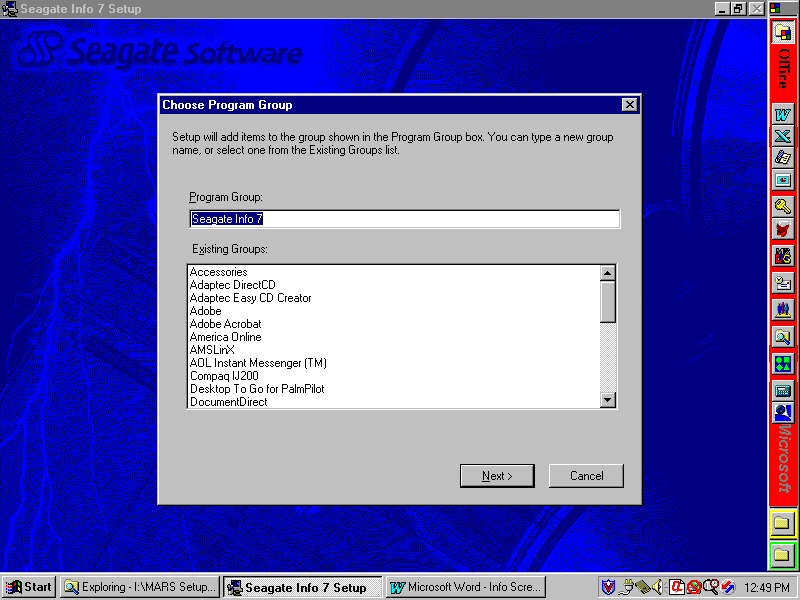 Seagate Info 7 Setup
Seagate Software
Choose Program Group
Setup will add items to the group shown in the Program Group box. You can type a new group
name, or select one from the Existing Groups list.
Program Group:
Seagate Info 7
Existing Groups:
Accessories
Adaptec DirectCD
Adaptec Easy CD Creator
Adobe
Adobe Acrobat
America Online
AMSLinX
AOL Instant Messenger (TM)
Compaq IJ200
Desktop To Go for PalmPilot
DocumentDirect
Next >
Cancel
Office
Microsoft
Start
Exploring - I:\MARS Setup...
Seagate Info 7 Setup
Microsoft Word - Info Scre...
12:49 PM